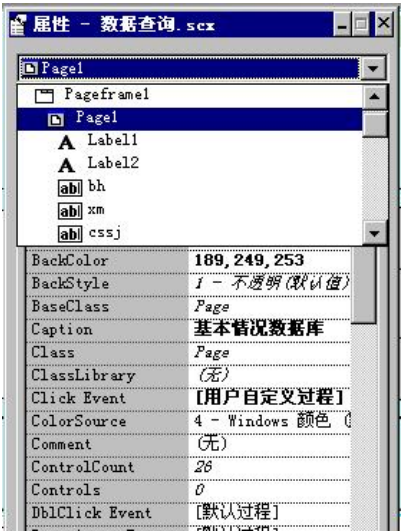 属性 - 数据查询.scx
Page1
Pageframe1
Page1
Label1
Label2
bh
xm
cssj
BackColor 189,249,253
BackStyle 1 - 不透明(默认值)
BaseClass Page
Caption 基本情况数据库
Class Page
ClassLibrary (无)
Click Event [用户自定义过程]
ColorSource 4 - Windows 颜色
Comment (无)
ControlCount 26
Controls 0
DblClick Event [默认过程]